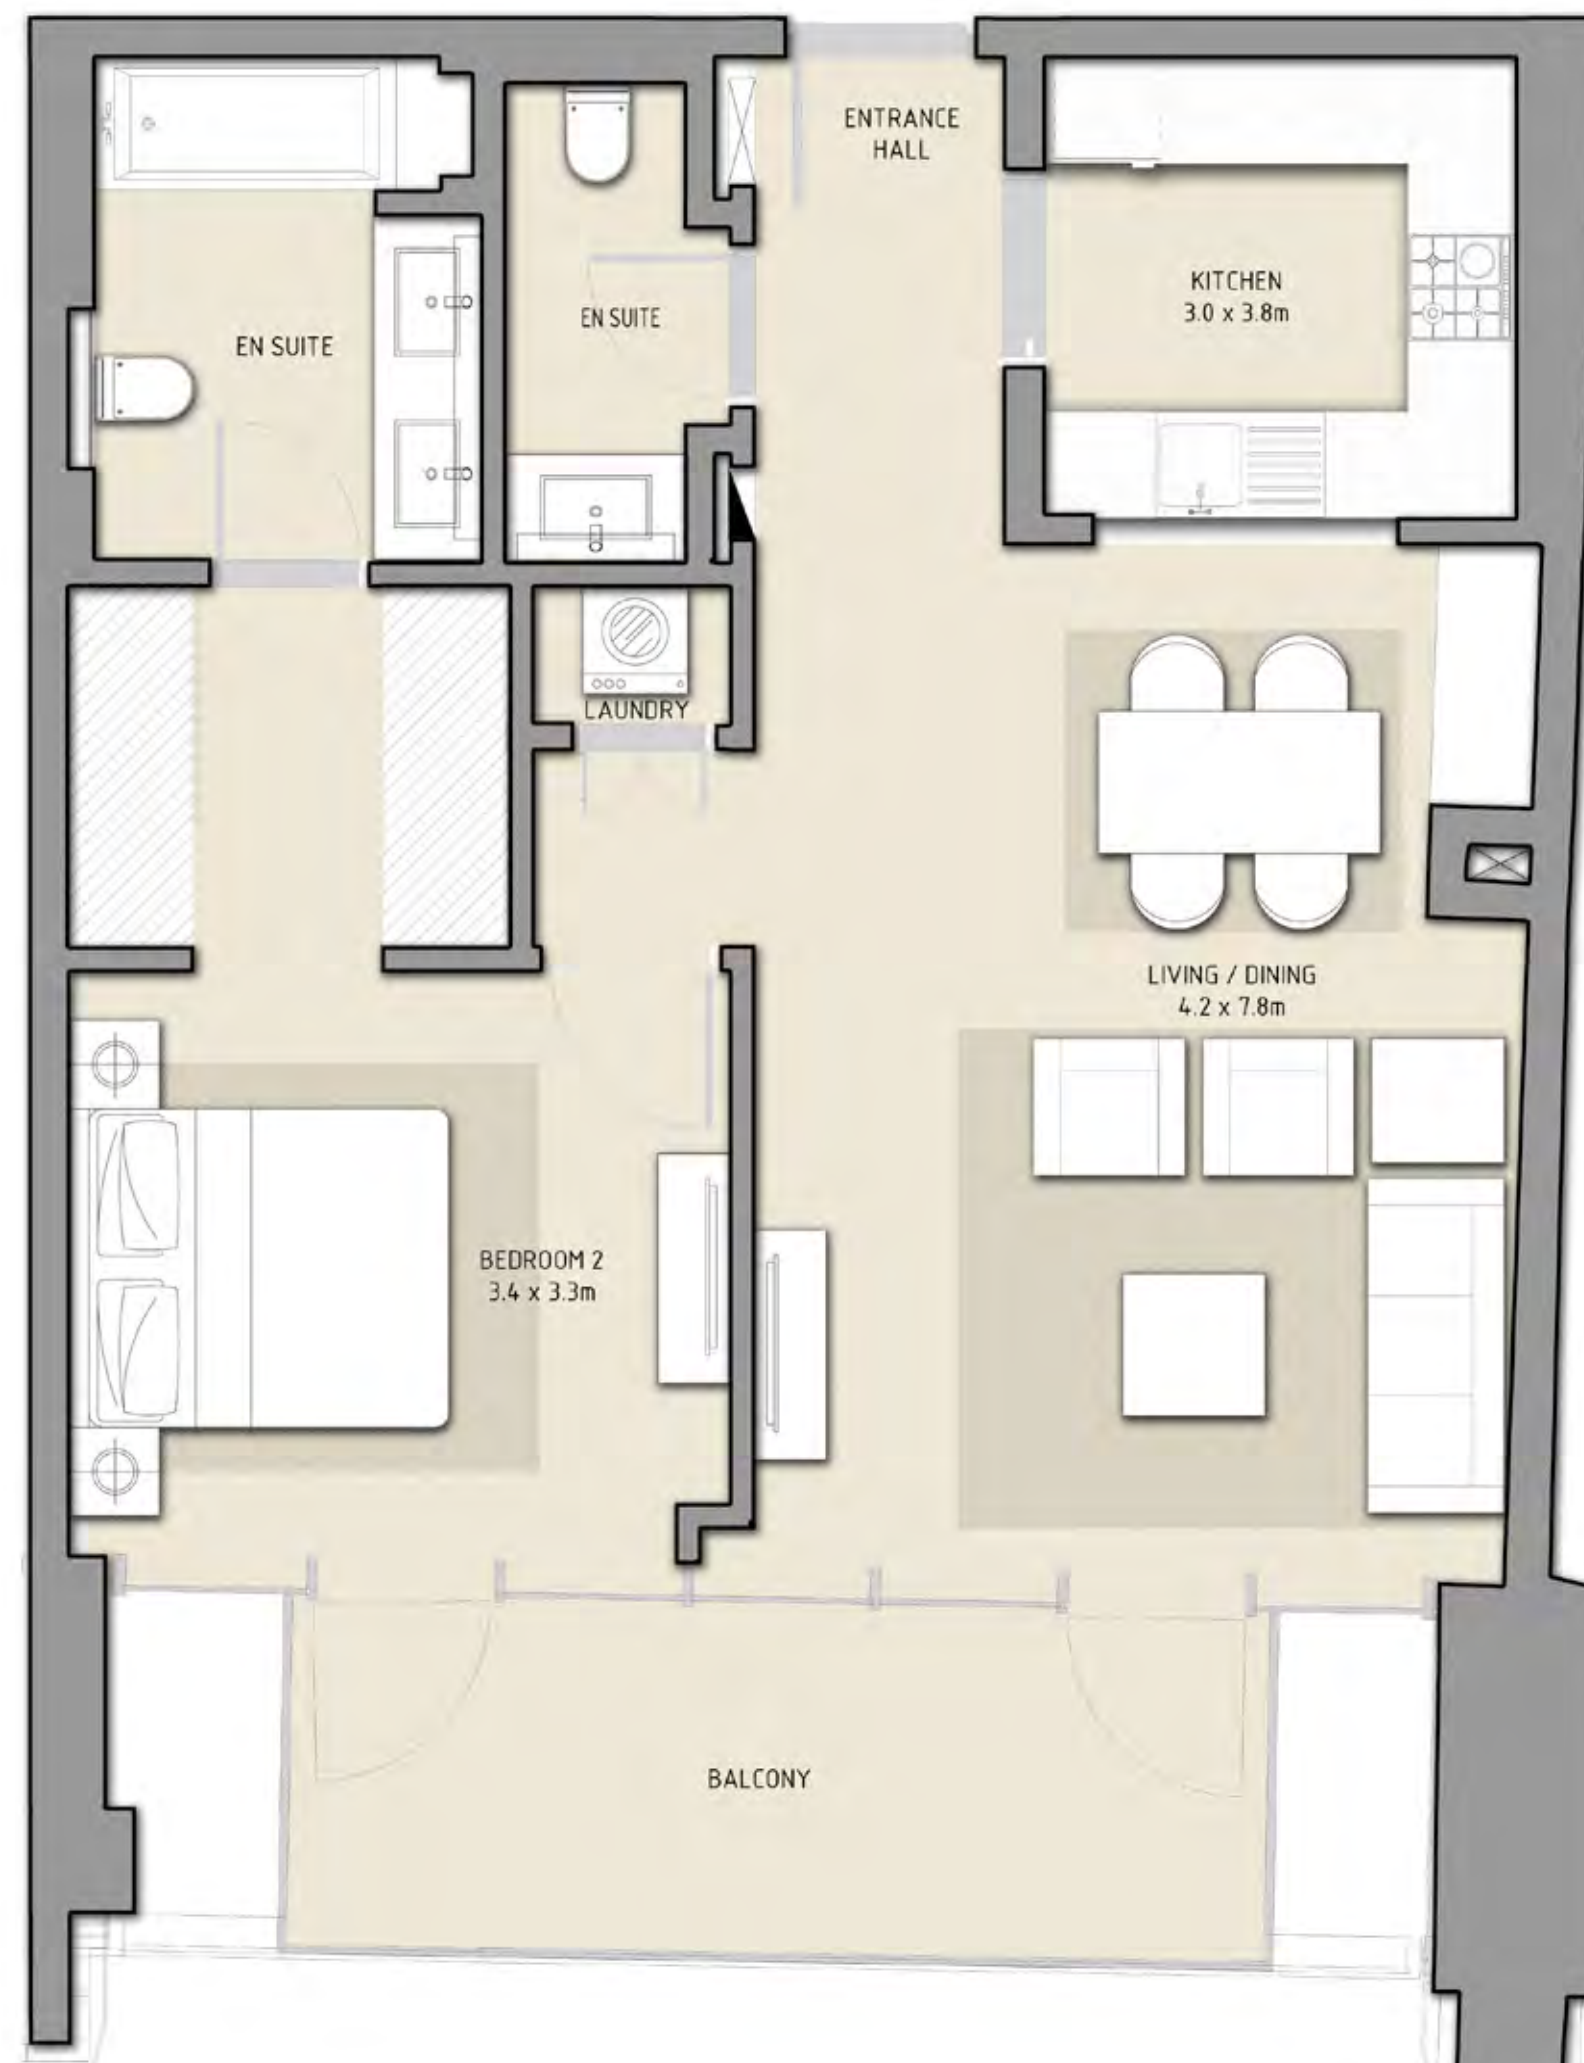 ENTRANCE
HALL
KITCHEN
3.0 x 3.8m
EN SUITE
EN SUITE
LAUNDRY
LIVING / DINING
4.2 x 7.8m
BEDROOM 2
3.4 x 3.3m
BALCONY